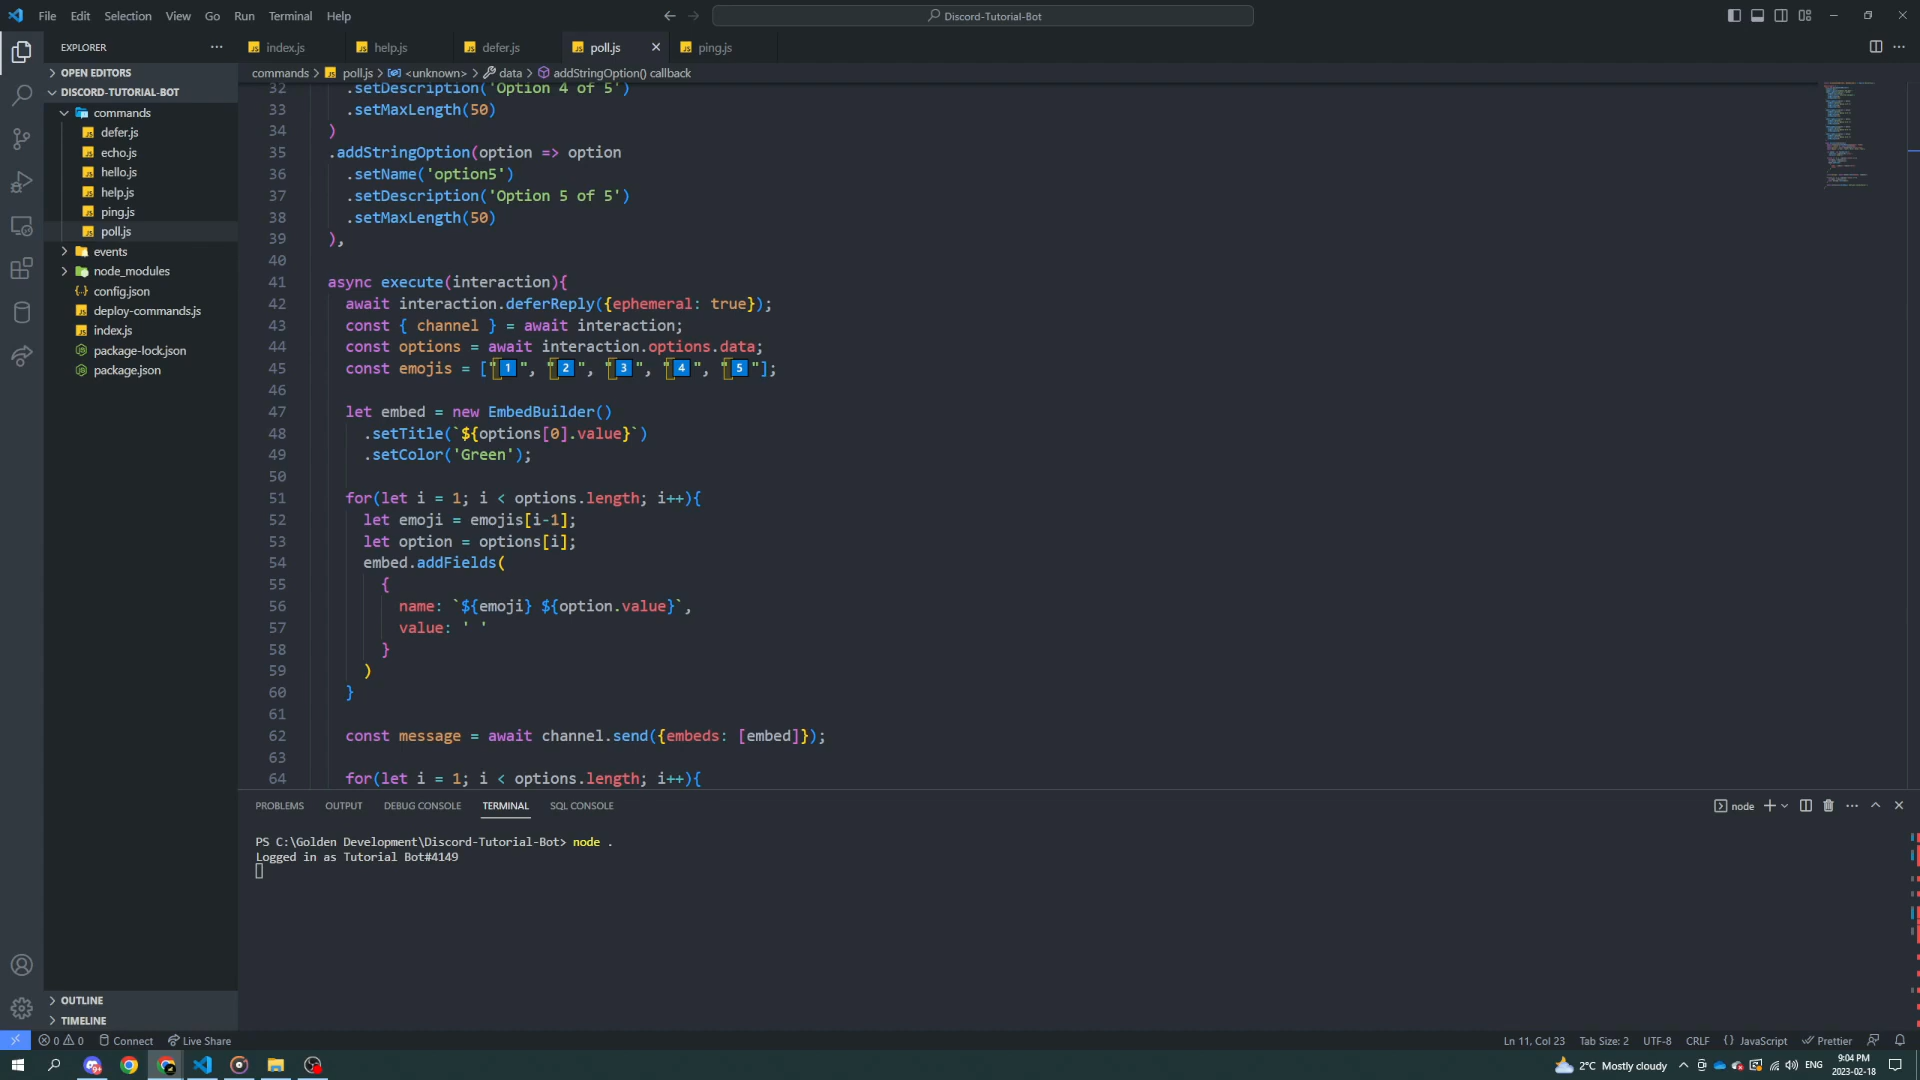 File Edit Selection View Go Run Terminal Help
Discord-Tutorial-Bot
EXPLORER
OPEN EDITORS
DISCORD-TUTORIAL-BOT
commands
defer.js
echo.js
hello.js
help.js
ping.js
poll.js
events
node_modules
config.json
deploy-commands.js
index.js
package-lock.json
package.json
OUTLINE
TIMELINE
index.js help.js defer.js poll.js ping.js
commands > poll.js > <unknown> > data > addStringOption() callback
32 .setDescription('Option 4 of 5')
33 .setMaxLength(50)
34 )
35 .addStringOption(option => option
36 .setName('option5')
37 .setDescription('Option 5 of 5')
38 .setMaxLength(50)
39 ),
40
41 async execute(interaction){
42 await interaction.deferReply({ephemeral: true});
43 const { channel } = await interaction;
44 const options = await interaction.options.data;
45 const emojis = ["1️⃣", "2️⃣", "3️⃣", "4️⃣", "5️⃣"];
46
47 let embed = new EmbedBuilder()
48 .setTitle(`${options[0].value}`)
49 .setColor('Green');
50
51 for(let i = 1; i < options.length; i++){
52 let emoji = emojis[i-1];
53 let option = options[i];
54 embed.addFields(
55 {
56 name: `${emoji} ${option.value}`,
57 value: ' '
58 }
59 )
60 }
61
62 const message = await channel.send({embeds: [embed]});
63
64 for(let i = 1; i < options.length; i++){
PROBLEMS OUTPUT DEBUG CONSOLE TERMINAL SQL CONSOLE
node
PS C:\Golden Development\Discord-Tutorial-Bot> node .
Logged in as Tutorial Bot#4149
0 0 Connect Live Share
Ln 11, Col 23 Tab Size: 2 UTF-8 CRLF {} JavaScript Prettier
2°C Mostly cloudy ENG 9:04 PM
2023-02-18